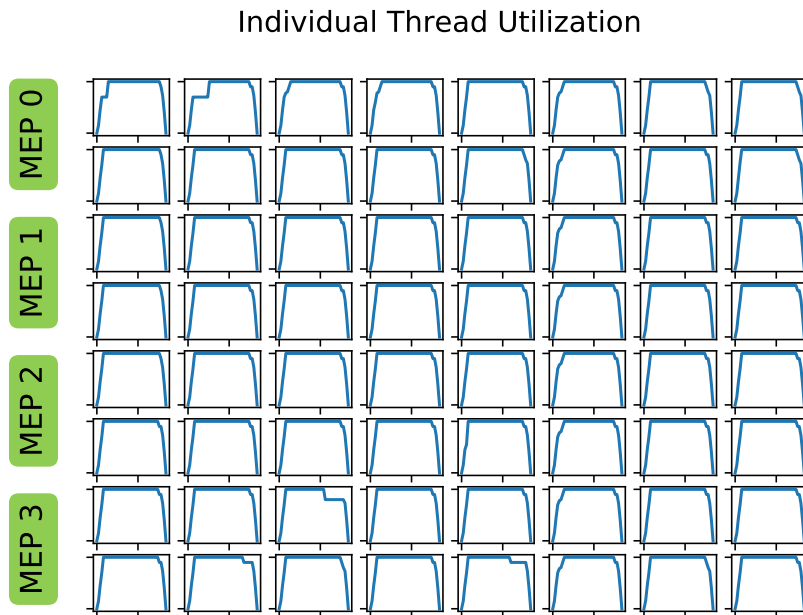 Individual Thread Utilization
MEP 0
MEP 1
MEP 2
MEP 3